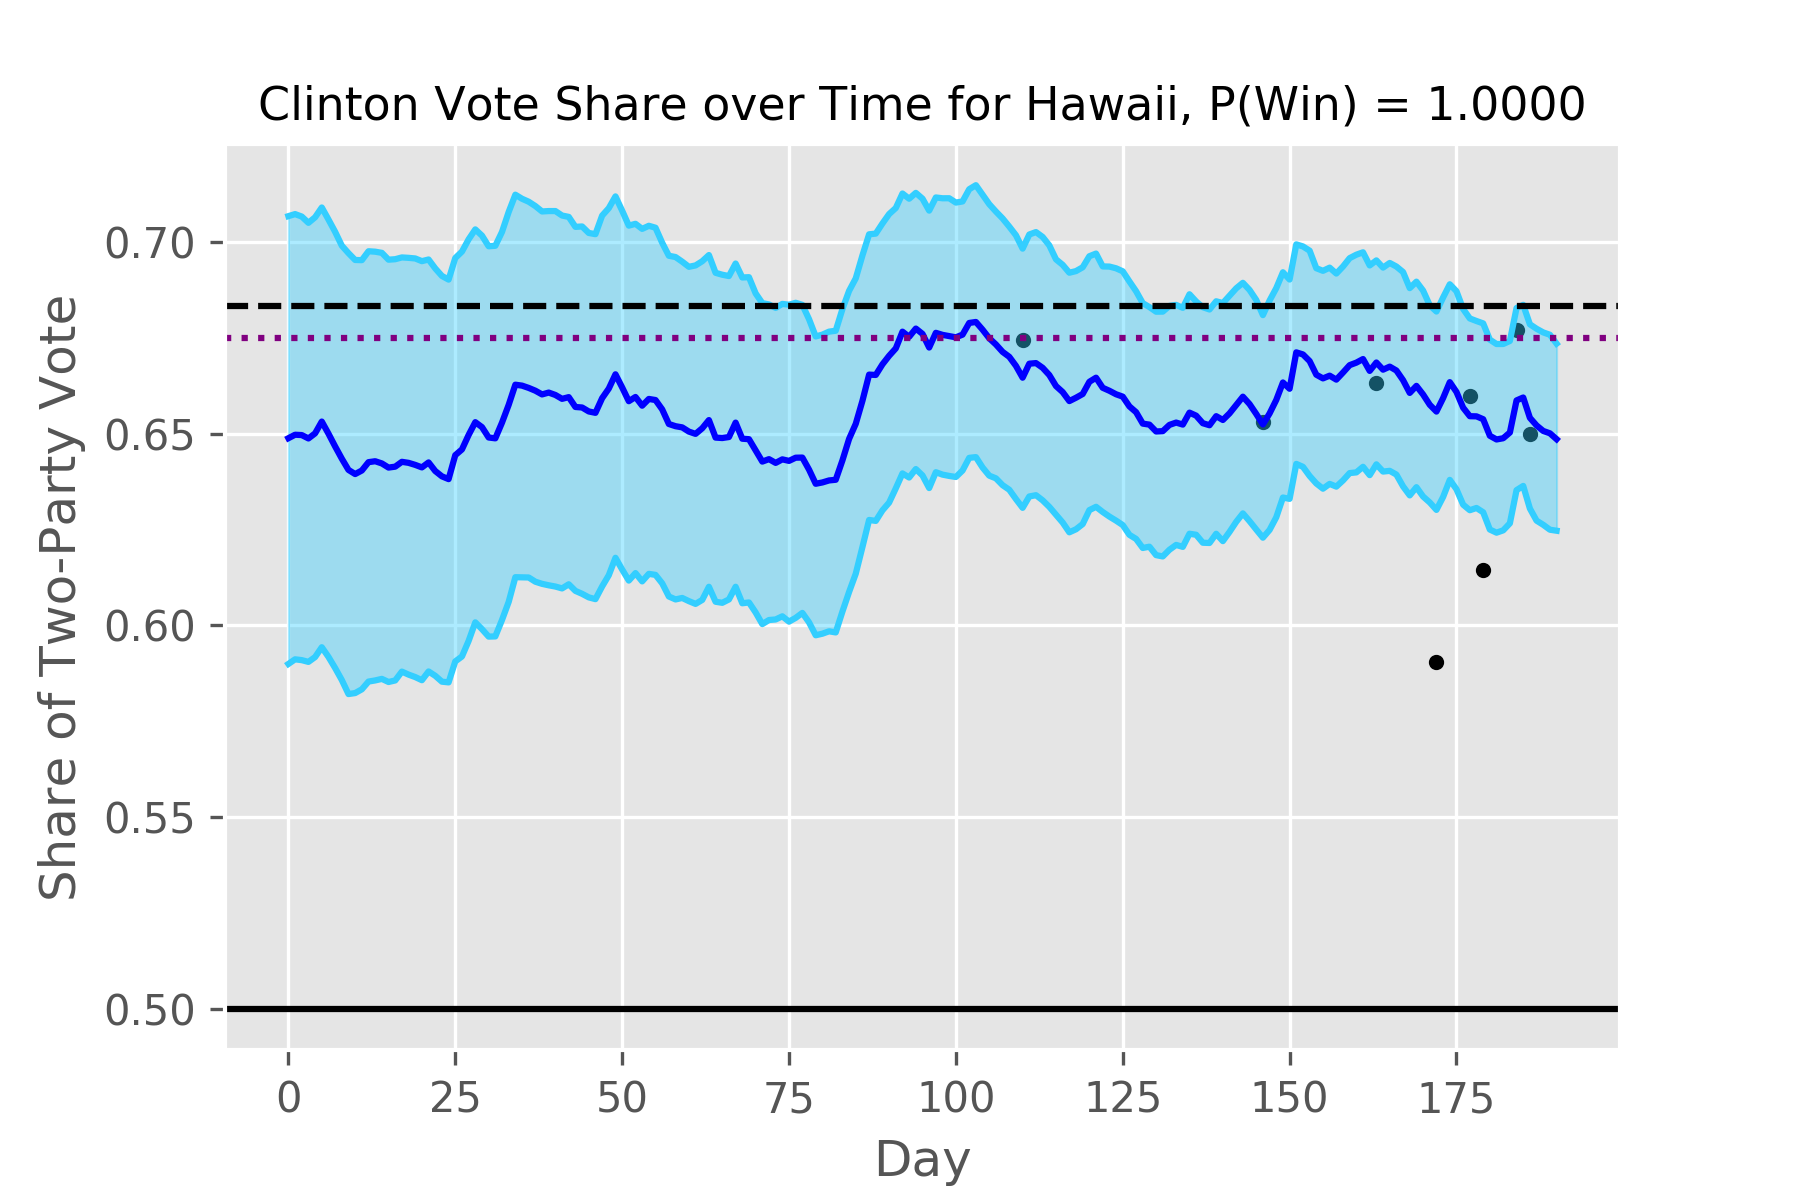 Clinton Vote Share over Time for Hawaii, P(Win) = 1.0000
Share of Two-Party Vote
0.70
0.65
0.60
0.55
0.50
0 25 50 75 100 125 150 175
Day